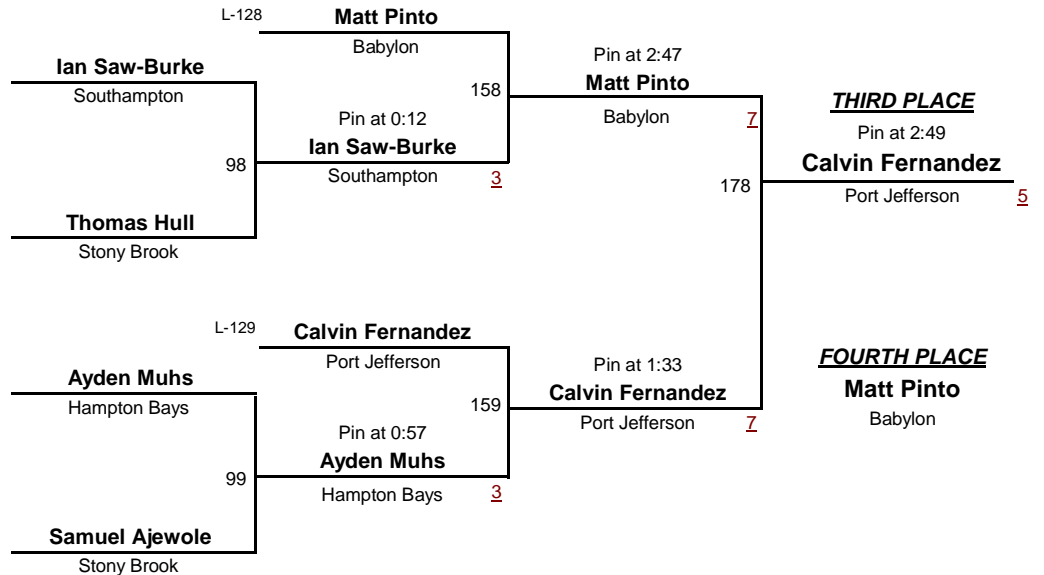 L-128
Matt Pinto
Babylon
Ian Saw-Burke
Southampton
158
Pin at 2:47
Matt Pinto
Babylon
7
THIRD PLACE
Pin at 0:12
Ian Saw-Burke
Southampton
3
98
178
Pin at 2:49
Calvin Fernandez
Port Jefferson
5
Thomas Hull
Stony Brook
L-129
Calvin Fernandez
Port Jefferson
Ayden Muhs
Hampton Bays
159
Pin at 1:33
Calvin Fernandez
Port Jefferson
7
FOURTH PLACE
Matt Pinto
Babylon
Pin at 0:57
Ayden Muhs
Hampton Bays
3
99
Samuel Ajewole
Stony Brook